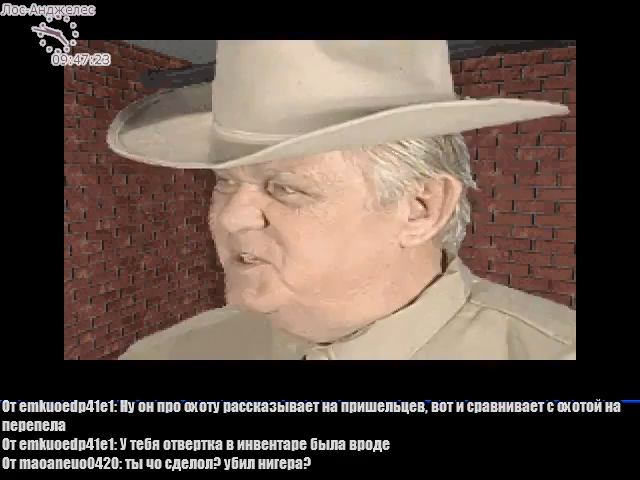 Лос-Анджелес
09:47:23
От emkuoedp41e1: Ну он про охоту рассказывает на пришельцев, вот и сравнивает с охотой на
перепела
От emkuoedp41e1: У тебя отвертка в инвентаре была вроде
От maoaneuo0420: ты чо сделол? убил нигера?